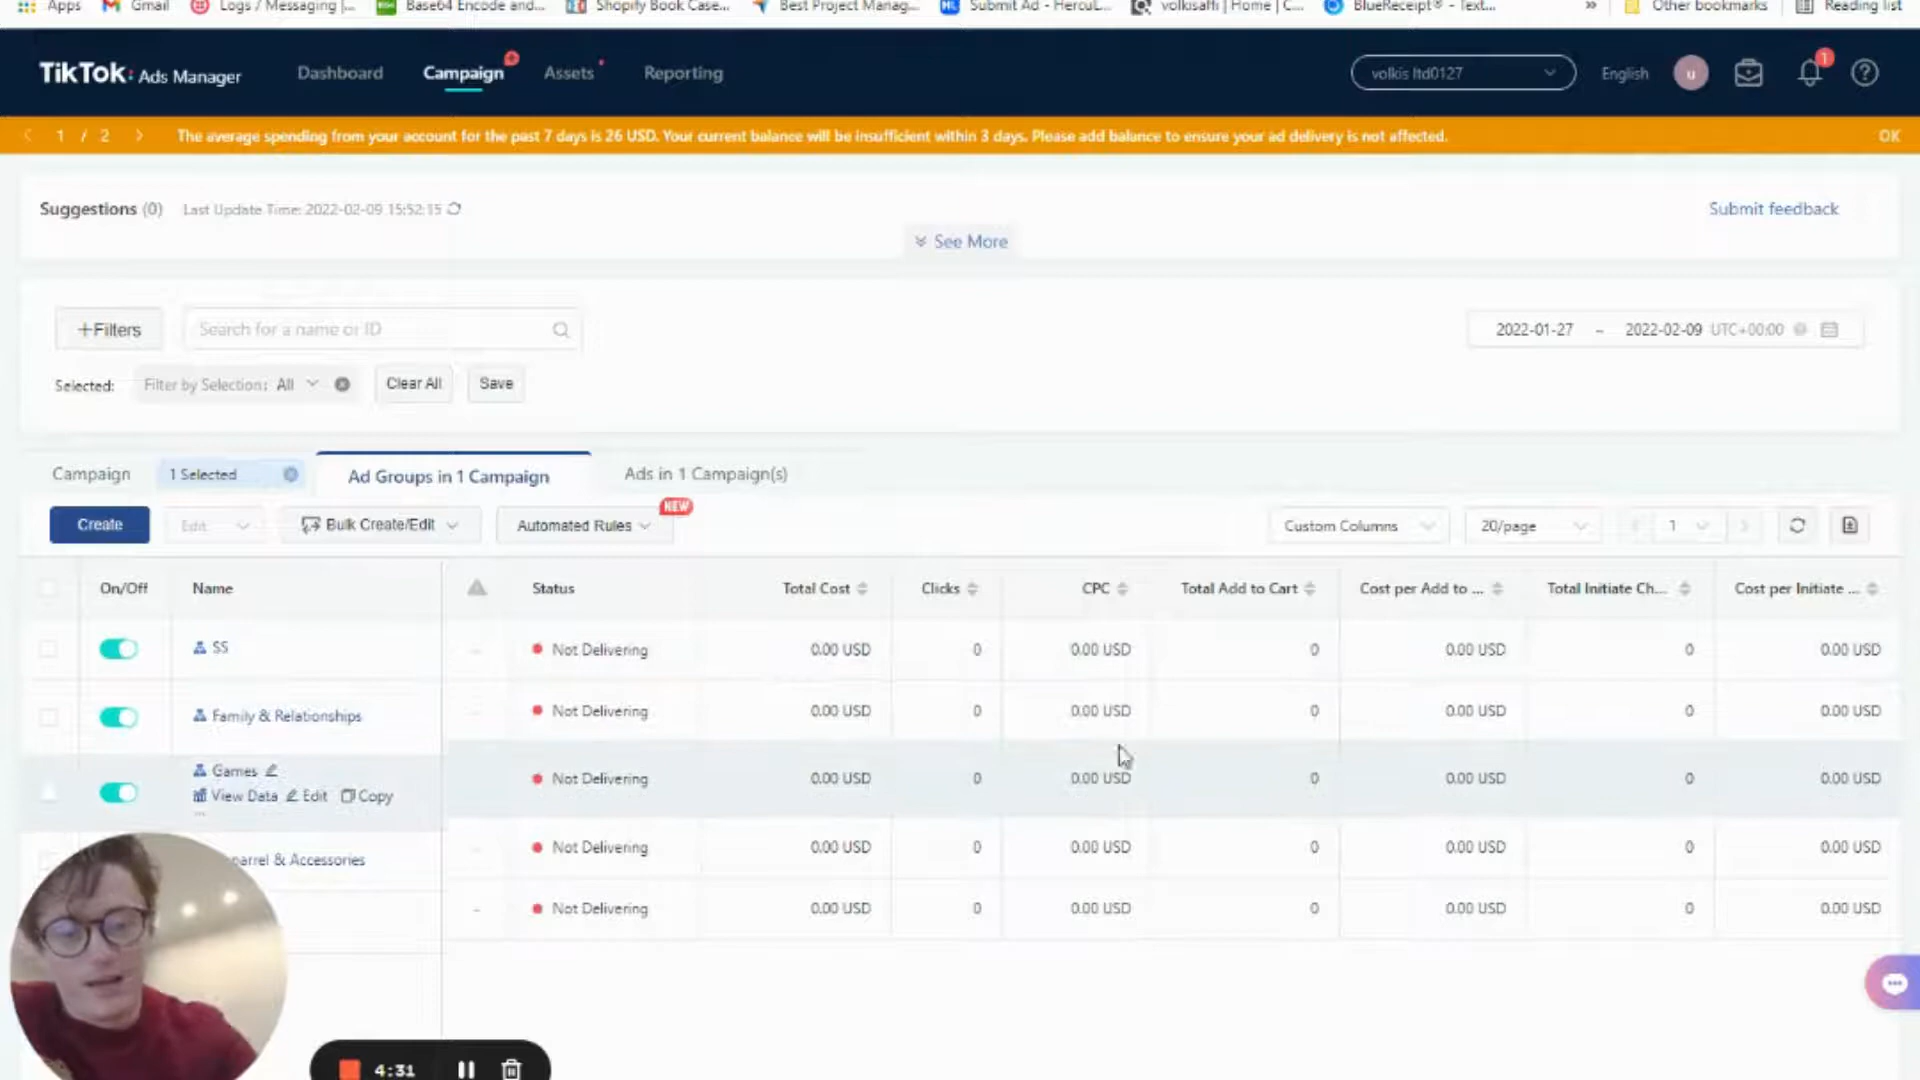 Apps Gmail Logs / Messaging |... Base64 Encode and... Shopify Book Case... Best Project Manag... Submit Ad - HercuL... volkisaffi | Home | C... BlueReceipt® - Text... » Other bookmarks Reading list
TikTok: Ads Manager Dashboard Campaign Assets Reporting volkis ltd0127 English u 1
1 / 2 The average spending from your account for the past 7 days is 26 USD. Your current balance will be insufficient within 3 days. Please add balance to ensure your ad delivery is not affected. OK
Suggestions (0) Last Update Time: 2022-02-09 15:52:15 Submit feedback
See More
+Filters Search for a name or ID 2022-01-27 – 2022-02-09 UTC+00:00
Selected: Filter by Selection: All Clear All Save
Campaign 1 Selected Ad Groups in 1 Campaign Ads in 1 Campaign(s)
NEW
Create Edit Bulk Create/Edit Automated Rules Custom Columns 20/page 1
On/Off Name Status Total Cost Clicks CPC Total Add to Cart Cost per Add to ... Total Initiate Ch... Cost per Initiate ...
SS – Not Delivering 0.00 USD 0 0.00 USD 0 0.00 USD 0 0.00 USD
Family & Relationships – Not Delivering 0.00 USD 0 0.00 USD 0 0.00 USD 0 0.00 USD
Games Not Delivering 0.00 USD 0 0.00 USD 0 0.00 USD 0 0.00 USD
View Data Edit Copy
...
parrel & Accessories – Not Delivering 0.00 USD 0 0.00 USD 0 0.00 USD 0 0.00 USD
– Not Delivering 0.00 USD 0 0.00 USD 0 0.00 USD 0 0.00 USD
4:31